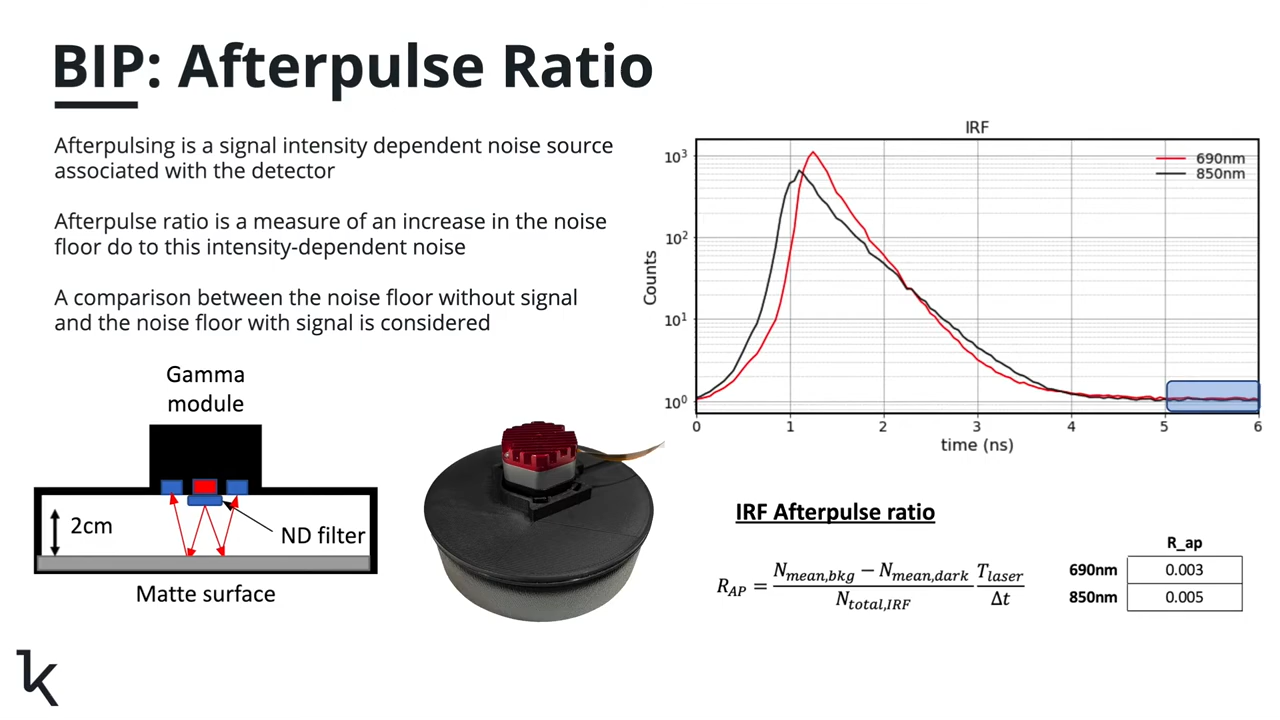 BIP: Afterpulse Ratio
Afterpulsing is a signal intensity dependent noise source
associated with the detector
Afterpulse ratio is a measure of an increase in the noise
floor do to this intensity-dependent noise
A comparison between the noise floor without signal
and the noise floor with signal is considered
Gamma
module
2cm
ND filter
Matte surface
IRF
690nm
850nm
Counts
10³
10²
10¹
10⁰
0 1 2 3 4 5 6
time (ns)
IRF Afterpulse ratio
R_AP = (N_mean,bkg − N_mean,dark) / N_total,IRF T_laser / Δt
R_ap
690nm 0.003
850nm 0.005
k